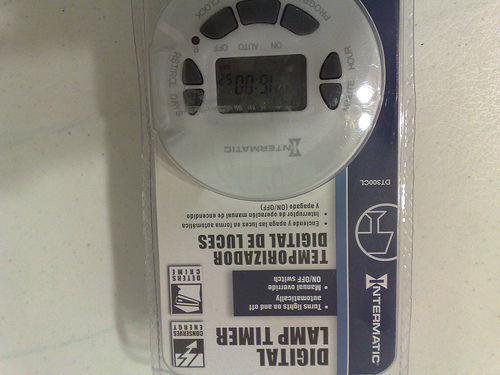 DIGITAL
LAMP TIMER
CONSERVES
ENERGY
• Turns lights on and off
automatically
• Manual override
ON/OFF switch
DETERS
CRIME
TEMPORIZADOR
DIGITAL DE LUCES
• Enciende y apaga las luces en forma automática
• Interruptor de operación manual de encendido
y apagado (ON/OFF)
INTERMATIC
DT500CL
INTERMATIC
HOUR
ON AUTO OFF
CLOCK